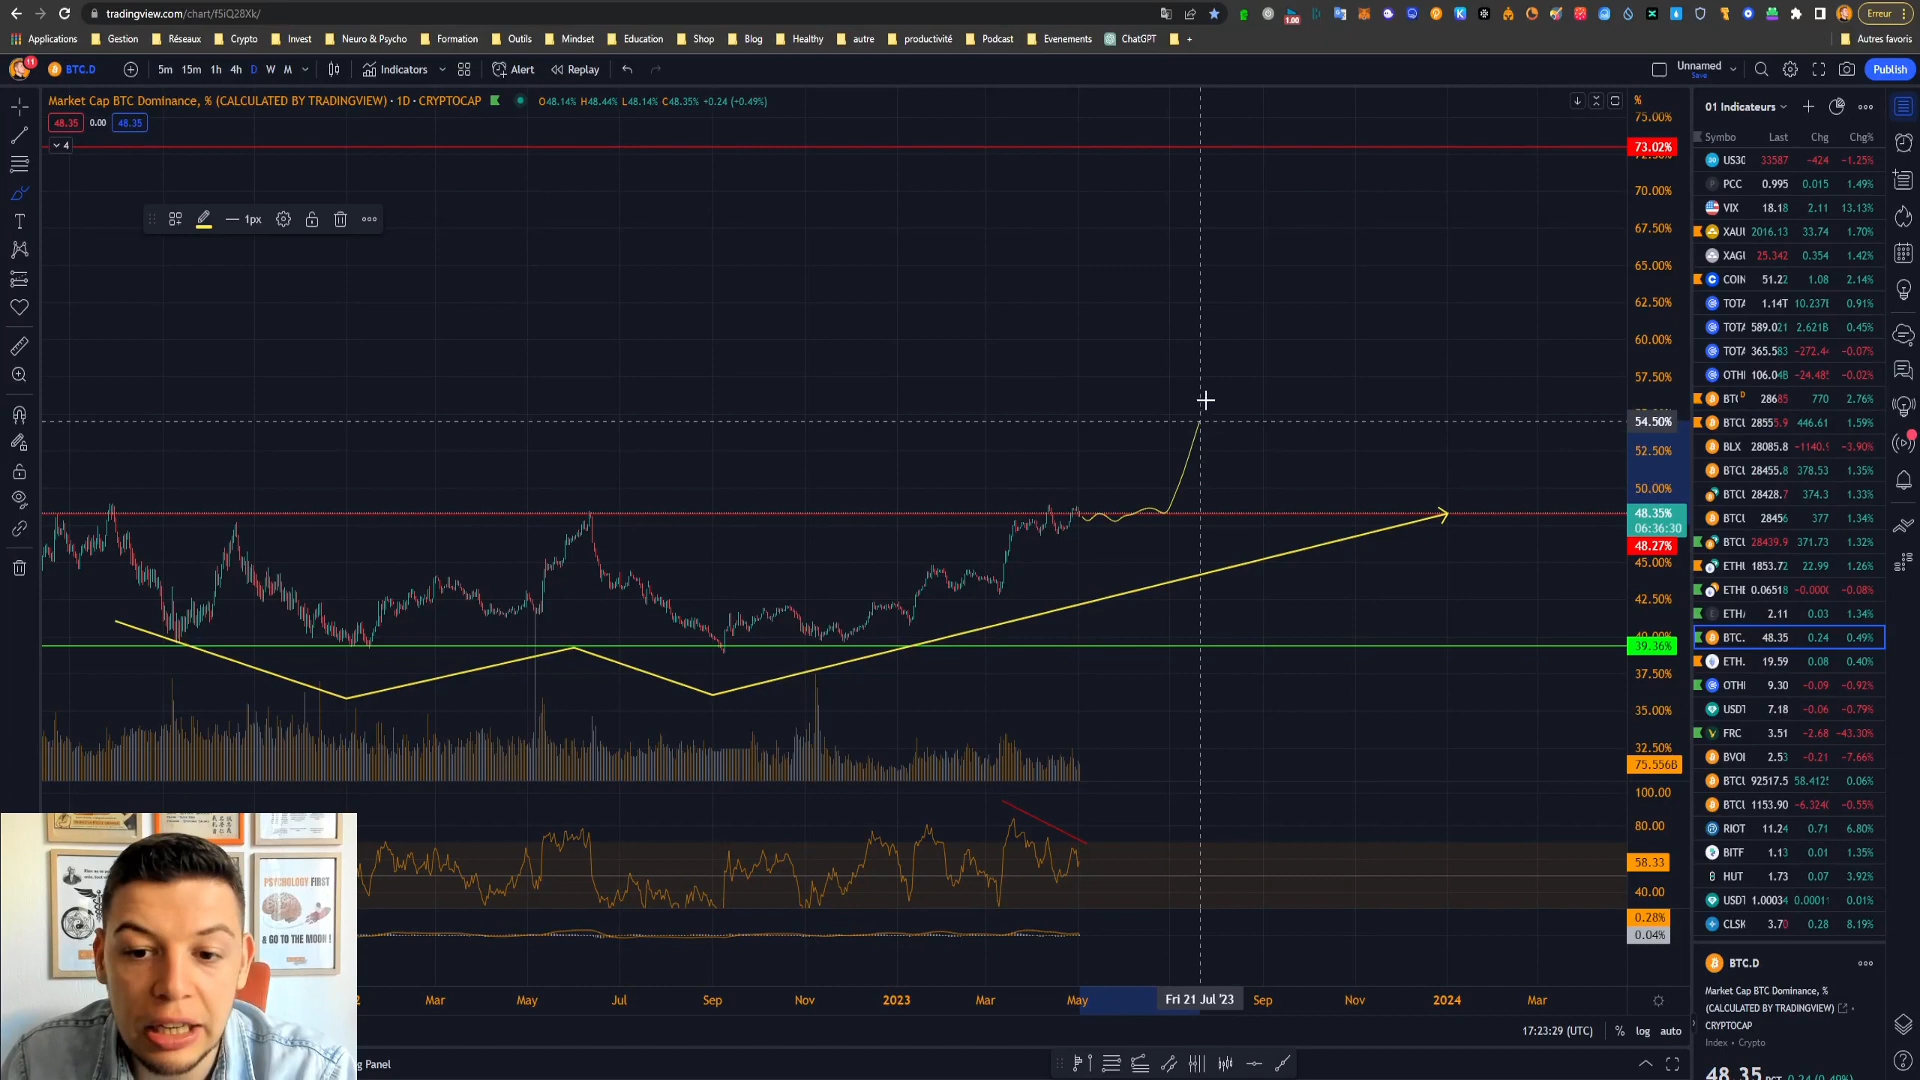 tradingview.com/chart/f5iQ28Xk/
Erreur
Applications Gestion Réseaux Crypto Invest Neuro & Psycho Formation Outils Mindset Education Shop Blog Healthy autre productivité Podcast Evenements ChatGPT
Autres favoris
11 BTC.D 5m 15m 1h 4h D W M Indicators Alert Replay
Unnamed
Save
Publish
Market Cap BTC Dominance, % (CALCULATED BY TRADINGVIEW) · 1D · CRYPTOCAP O48.14% H48.44% L48.14% C48.35% +0.24 (+0.49%)
48.35 0.00 48.35
4
1px
%
75.00%
73.02%
70.00%
67.50%
65.00%
62.50%
60.00%
57.50%
54.50%
52.50%
50.00%
48.35%
06:36:30
48.27%
45.00%
42.50%
39.36%
37.50%
35.00%
32.50%
75.556B
100.00
80.00
58.33
40.00
0.28%
0.04%
Mar May Jul Sep Nov 2023 Mar May Fri 21 Jul '23 Sep Nov 2024 Mar
17:23:29 (UTC) % log auto
g Panel
01 Indicateurs
Symbo Last Chg Chg%
US30 33587 -424 -1.25%
PCC 0.995 0.015 1.49%
VIX 18.18 2.11 13.13%
XAU 2016.13 33.74 1.70%
XAG 25.342 0.354 1.42%
COIN 51.22 1.08 2.14%
TOTA 1.14T 10.237B 0.91%
TOTA 589.021 2.621B 0.45%
TOTA 365.583 -272.44 -0.07%
OTHE 106.04B -24.485 -0.02%
BTC 28685 770 2.76%
BTCU 28555.9 446.61 1.59%
BLX 28085.8 -1140.9 -3.90%
BTCU 28455.8 378.53 1.35%
BTCU 28428.7 374.3 1.33%
BTCU 28456 377 1.34%
BTCU 28439.9 371.73 1.32%
ETHU 1853.72 22.99 1.26%
ETHB 0.06518 -0.0000 -0.08%
ETH 2.11 0.03 1.34%
BTC. 48.35 0.24 0.49%
ETH. 19.59 0.08 0.40%
OTHE 9.30 -0.09 -0.92%
USDT 7.18 -0.06 -0.79%
FRC 3.51 -2.68 -43.30%
BVOL 2.53 -0.21 -7.66%
BTCU 92517.5 58.4125 0.06%
BTCU 1153.90 -6.3240 -0.55%
RIOT 11.24 0.71 6.80%
BITF 1.13 0.01 1.35%
HUT 1.73 0.07 3.92%
USDT 1.00034 0.00011 0.01%
CLSK 3.70 0.28 8.19%
BTC.D
Market Cap BTC Dominance, %
(CALCULATED BY TRADINGVIEW)
CRYPTOCAP
Index · Crypto
48.35
PSYCHOLOGY FIRST
& GO TO THE MOON !